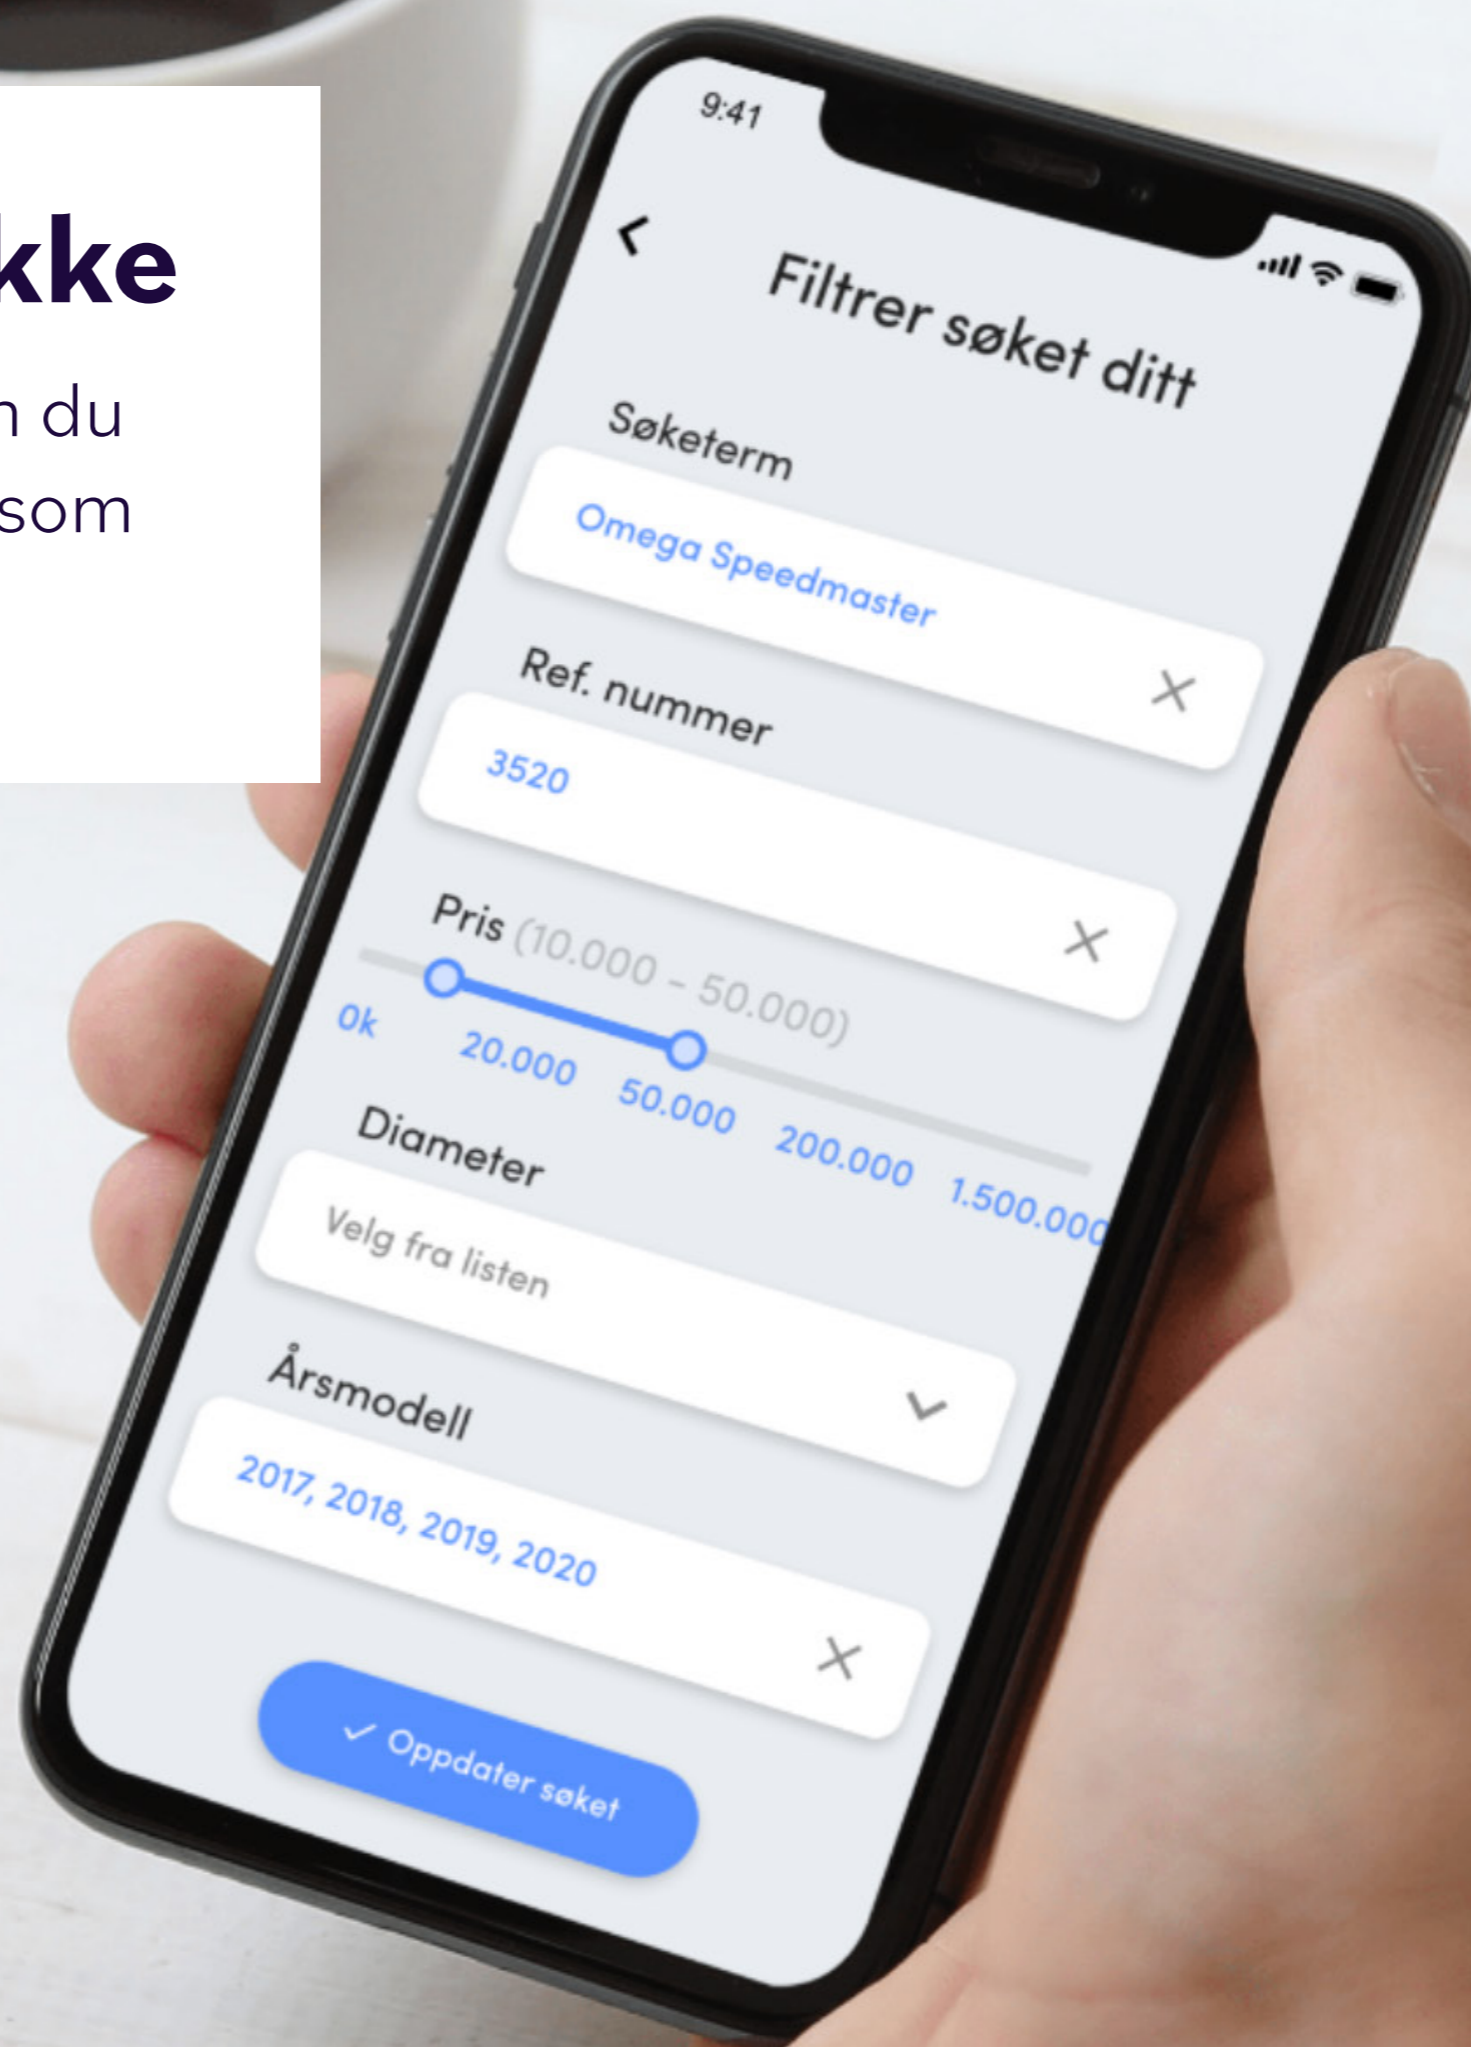 kke
du
som
9:41
Filtrer søket ditt
Søketerm
Omega Speedmaster
Ref. nummer
3520
Pris (10.000 - 50.000)
0k 20.000 50.000 200.000 1.500.000
Diameter
Velg fra listen
Årsmodell
2017, 2018, 2019, 2020
✓ Oppdater søket